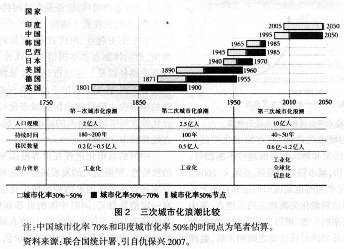 国家
印度 2005 2050
中国 1995 2050
韩国 1965 1985
巴西 1945 1985
日本 1940 1970
美国 1890 1960
德国 1871 1955
英国 1801 1900
1750 1850 1950 2000 2050
第一次城市化浪潮 第二次城市化浪潮 第三次城市化浪潮
人口规模 2亿人 2.5亿人 10亿人
持续时间 180~200年 100年 40~50年
移民数量 0.2亿~0.5亿人 0.5亿人 0.6亿~1.2亿人
动力背景 工业化 工业化 工业化
全球化
信息化
城市化率30%~50% 城市化率50%~70% 城市化率50%节点
图 2 三次城市化浪潮比较
注:中国城市化率 70%和印度城市化率 50%的时间点为笔者估算。
资料来源:联合国统计署,引自仇保兴,2007。